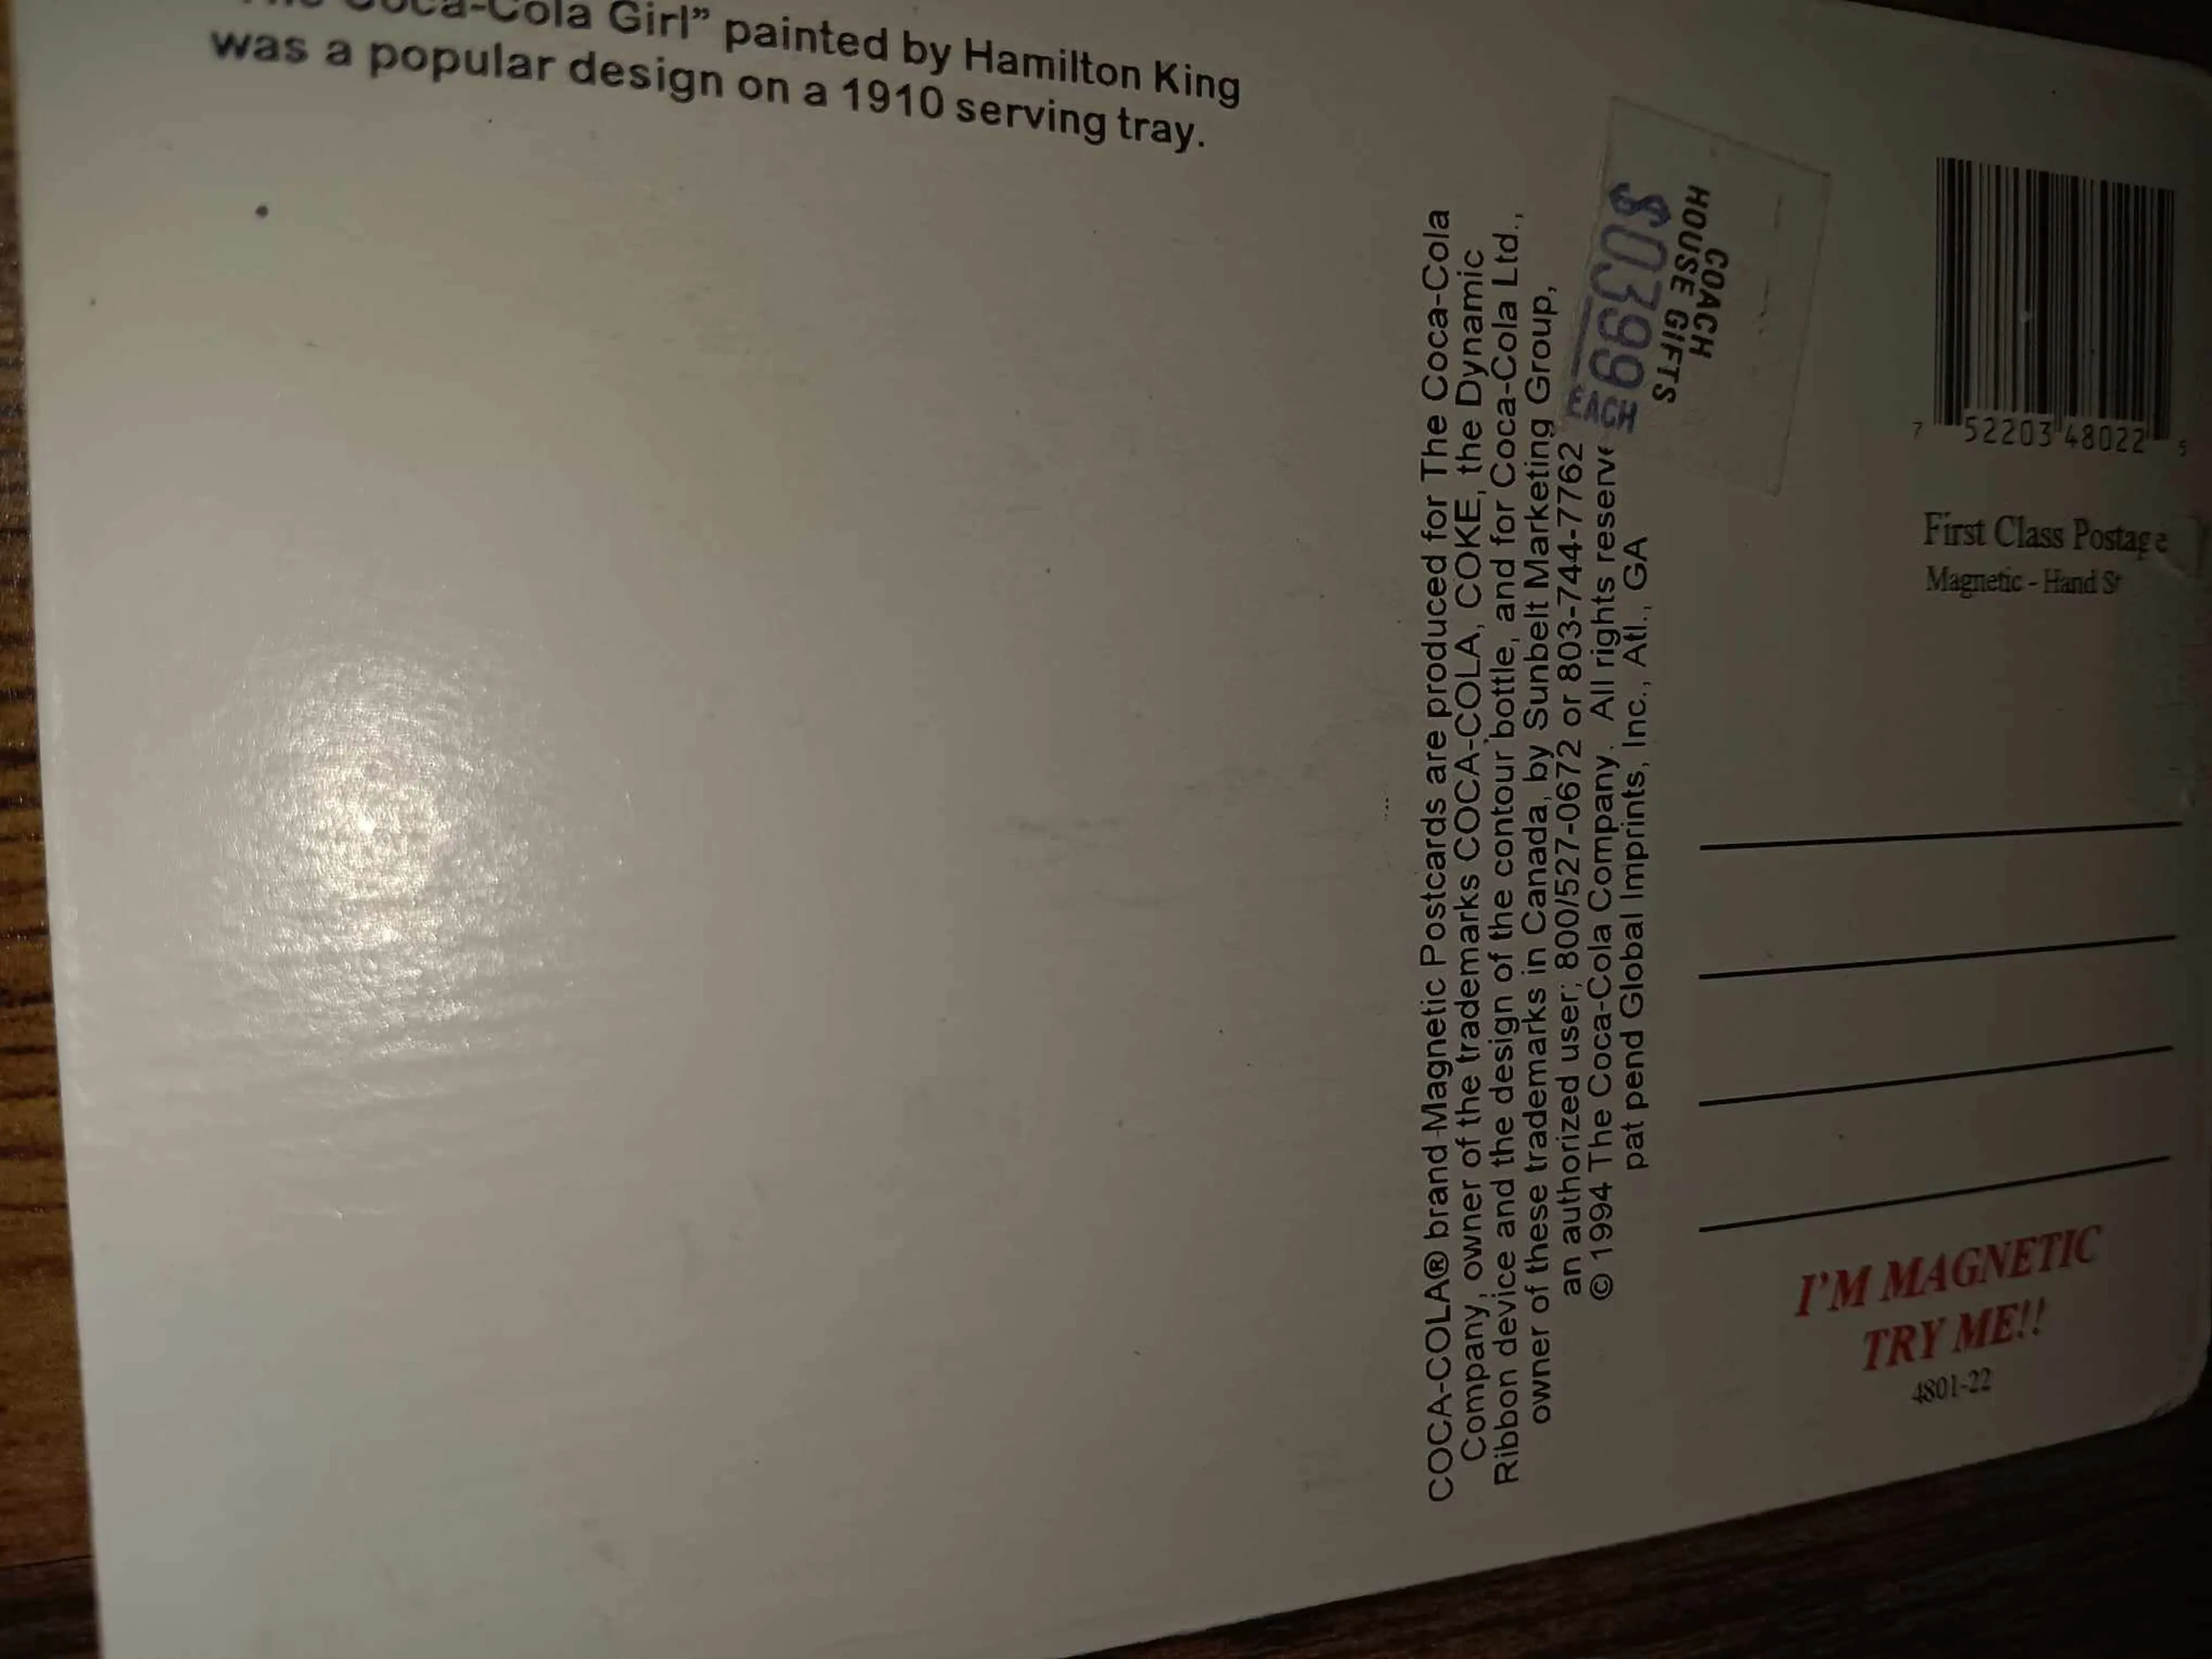 Coca-Cola Girl” painted by Hamilton King
was a popular design on a 1910 serving tray.
COCA-COLA® brand Magnetic Postcards are produced for The Coca-Cola
Company, owner of the trademarks COCA-COLA, COKE, the Dynamic
Ribbon device and the design of the contour bottle, and for Coca-Cola Ltd.,
owner of these trademarks in Canada, by Sunbelt Marketing Group,
an authorized user; 800/527-0672 or 803-744-7762
© 1994 The Coca-Cola Company. All rights reserve
pat pend Global Imprints, Inc., Atl., GA
COACH
HOUSE GIFTS
$03.99
EACH
7 52203 48022 5
First Class Postage
Magnetic - Hand
I'M MAGNETIC
TRY ME!!
4801-22